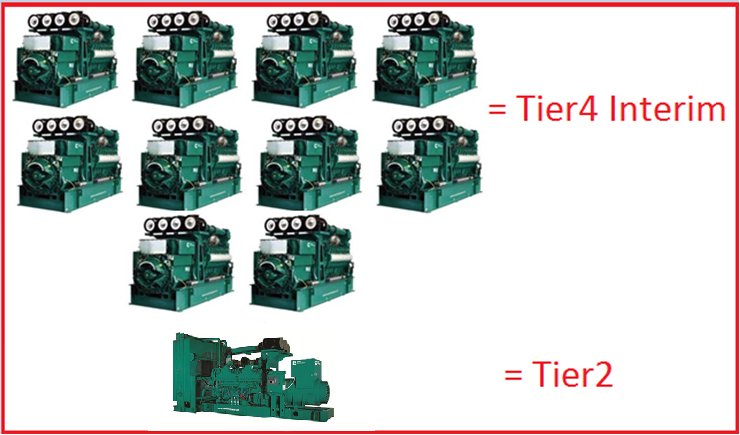 = Tier4 Interim
= Tier2